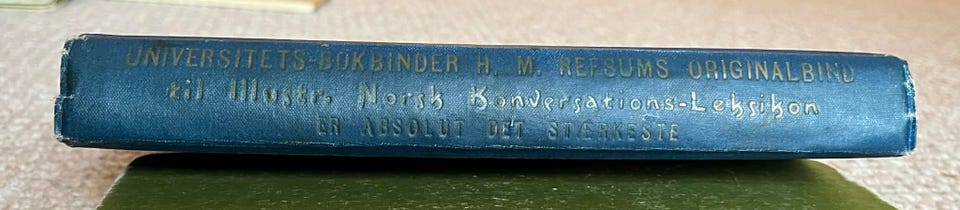 UNIVERSITETS-BOKBINDER H. M. REFSUMS ORIGINALBIND
til Illustr. Norsk Konversations-Leksikon
ER ABSOLUT DET STÆRKESTE